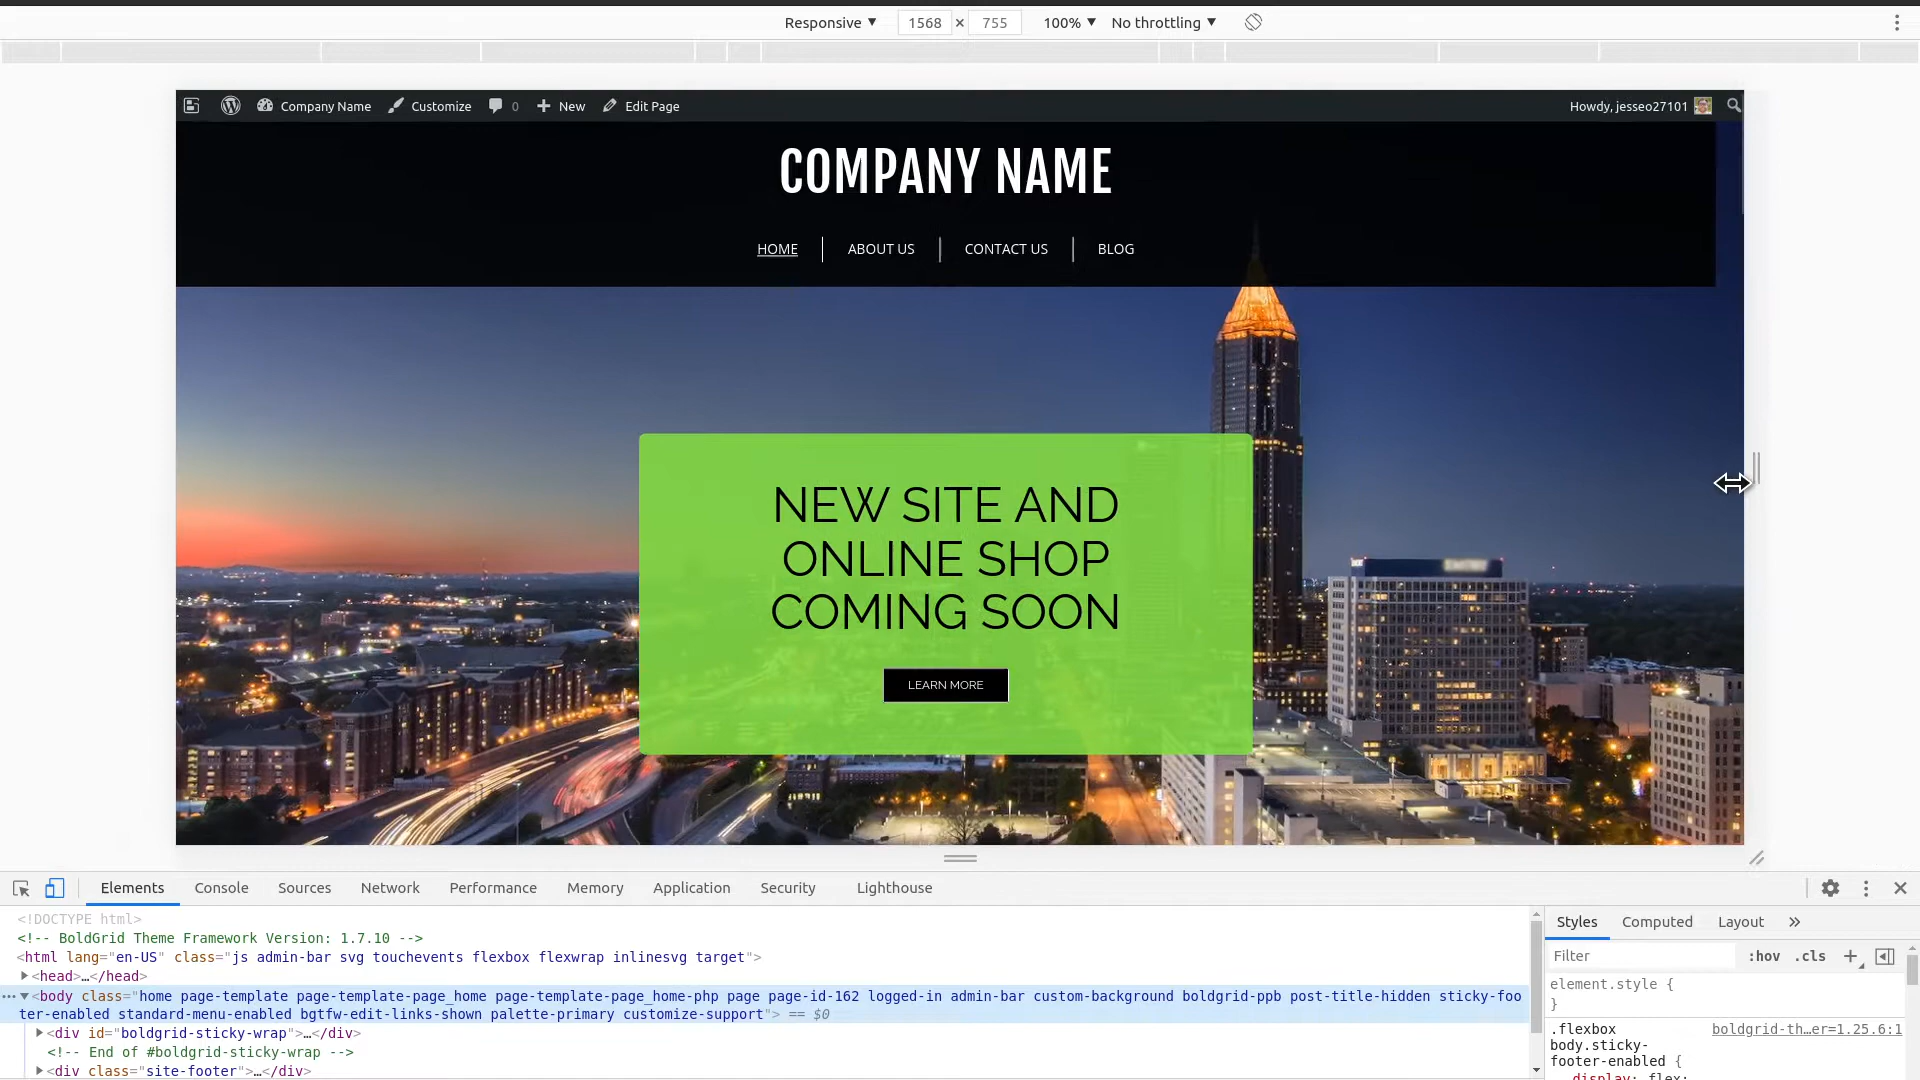 Responsive ▼ 1568 × 755 100% ▼ No throttling ▼
Company Name Customize 0 New Edit Page Howdy, jesseo27101
COMPANY NAME
HOME ABOUT US CONTACT US BLOG
NEW SITE AND
ONLINE SHOP
COMING SOON
LEARN MORE
Elements Console Sources Network Performance Memory Application Security Lighthouse
<!DOCTYPE html>
<!-- BoldGrid Theme Framework Version: 1.7.10 -->
<html lang="en-US" class="js admin-bar svg touchevents flexbox flexwrap inlinesvg target">
▶<head>…</head>
…▼<body class="home page-template page-template-page_home page-template-page_home-php page page-id-162 logged-in admin-bar custom-background boldgrid-ppb post-title-hidden sticky-foo
ter-enabled standard-menu-enabled bgtfw-edit-links-shown palette-primary customize-support"> == $0
▶<div id="boldgrid-sticky-wrap">…</div>
<!-- End of #boldgrid-sticky-wrap -->
▶<div class="site-footer">…</div>
Styles Computed Layout »
Filter :hov .cls +
element.style {
}
.flexbox boldgrid-th…er=1.25.6:1
body.sticky-
footer-enabled {
display: flex;